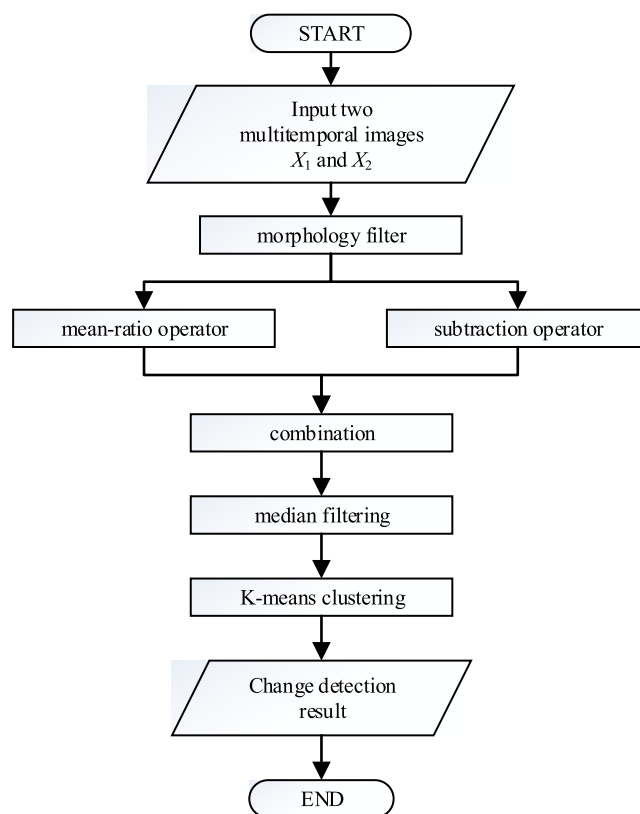 START
Input two
multitemporal images
X₁ and X₂
morphology filter
mean-ratio operator
subtraction operator
combination
median filtering
K-means clustering
Change detection
result
END